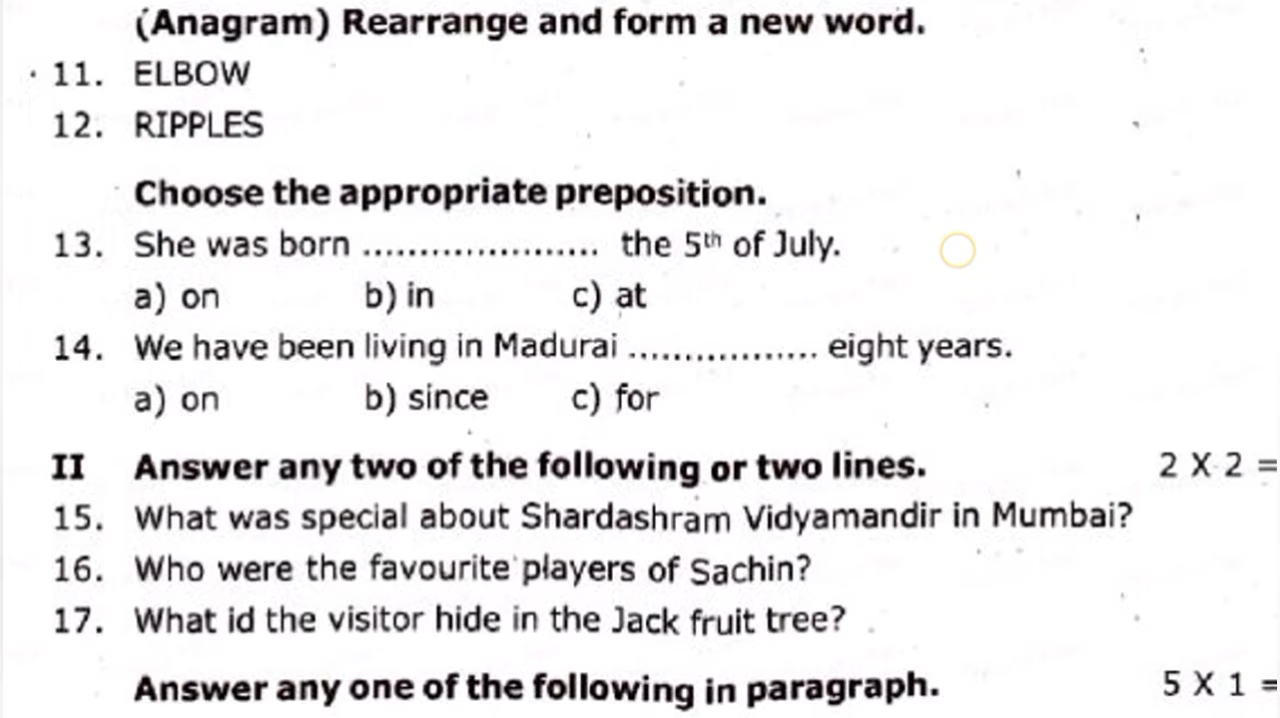 (Anagram) Rearrange and form a new word.
11. ELBOW
12. RIPPLES
Choose the appropriate preposition.
13. She was born ..................... the 5th of July.
a) on b) in c) at
14. We have been living in Madurai ................. eight years.
a) on b) since c) for
II Answer any two of the following or two lines. 2 X 2 =
15. What was special about Shardashram Vidyamandir in Mumbai?
16. Who were the favourite players of Sachin?
17. What id the visitor hide in the Jack fruit tree?
Answer any one of the following in paragraph. 5 X 1 =